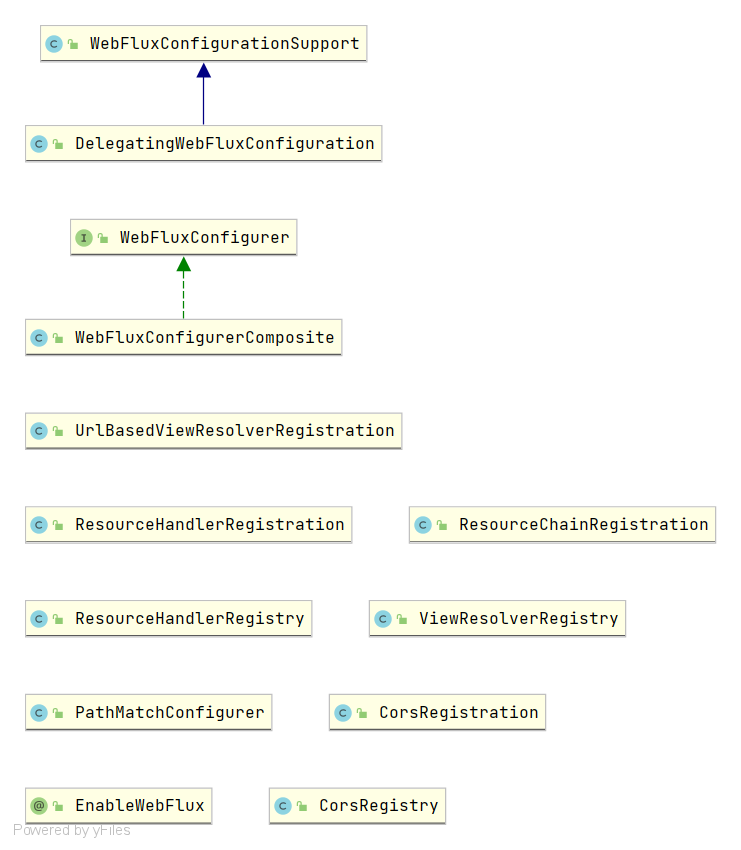 WebFluxConfigurationSupport
DelegatingWebFluxConfiguration
WebFluxConfigurer
WebFluxConfigurerComposite
UrlBasedViewResolverRegistration
ResourceHandlerRegistration
ResourceChainRegistration
ResourceHandlerRegistry
ViewResolverRegistry
PathMatchConfigurer
CorsRegistration
EnableWebFlux
CorsRegistry
Powered by yFiles